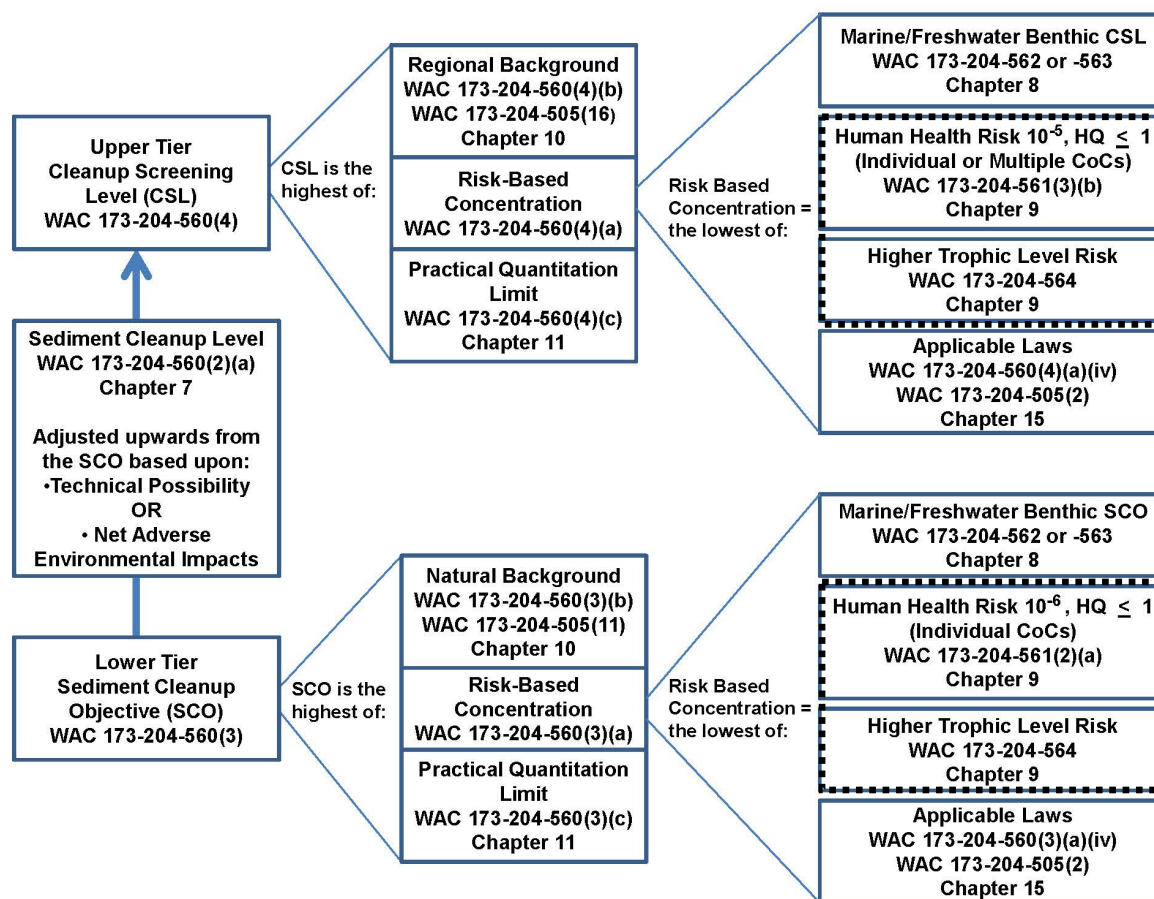 Upper Tier
Cleanup Screening
Level (CSL)
WAC 173-204-560(4)
CSL is the
highest of:
Regional Background
WAC 173-204-560(4)(b)
WAC 173-204-505(16)
Chapter 10
Risk-Based
Concentration
WAC 173-204-560(4)(a)
Practical Quantitation
Limit
WAC 173-204-560(4)(c)
Chapter 11
Risk Based
Concentration =
the lowest of:
Marine/Freshwater Benthic CSL
WAC 173-204-562 or -563
Chapter 8
Human Health Risk 10⁻⁵, HQ ≤ 1
(Individual or Multiple CoCs)
WAC 173-204-561(3)(b)
Chapter 9
Higher Trophic Level Risk
WAC 173-204-564
Chapter 9
Applicable Laws
WAC 173-204-560(4)(a)(iv)
WAC 173-204-505(2)
Chapter 15
Sediment Cleanup Level
WAC 173-204-560(2)(a)
Chapter 7
Adjusted upwards from
the SCO based upon:
•Technical Possibility
OR
• Net Adverse
Environmental Impacts
Lower Tier
Sediment Cleanup
Objective (SCO)
WAC 173-204-560(3)
SCO is the
highest of:
Natural Background
WAC 173-204-560(3)(b)
WAC 173-204-505(11)
Chapter 10
Risk-Based
Concentration
WAC 173-204-560(3)(a)
Practical Quantitation
Limit
WAC 173-204-560(3)(c)
Chapter 11
Risk Based
Concentration =
the lowest of:
Marine/Freshwater Benthic SCO
WAC 173-204-562 or -563
Chapter 8
Human Health Risk 10⁻⁶, HQ ≤ 1
(Individual CoCs)
WAC 173-204-561(2)(a)
Chapter 9
Higher Trophic Level Risk
WAC 173-204-564
Chapter 9
Applicable Laws
WAC 173-204-560(3)(a)(iv)
WAC 173-204-505(2)
Chapter 15